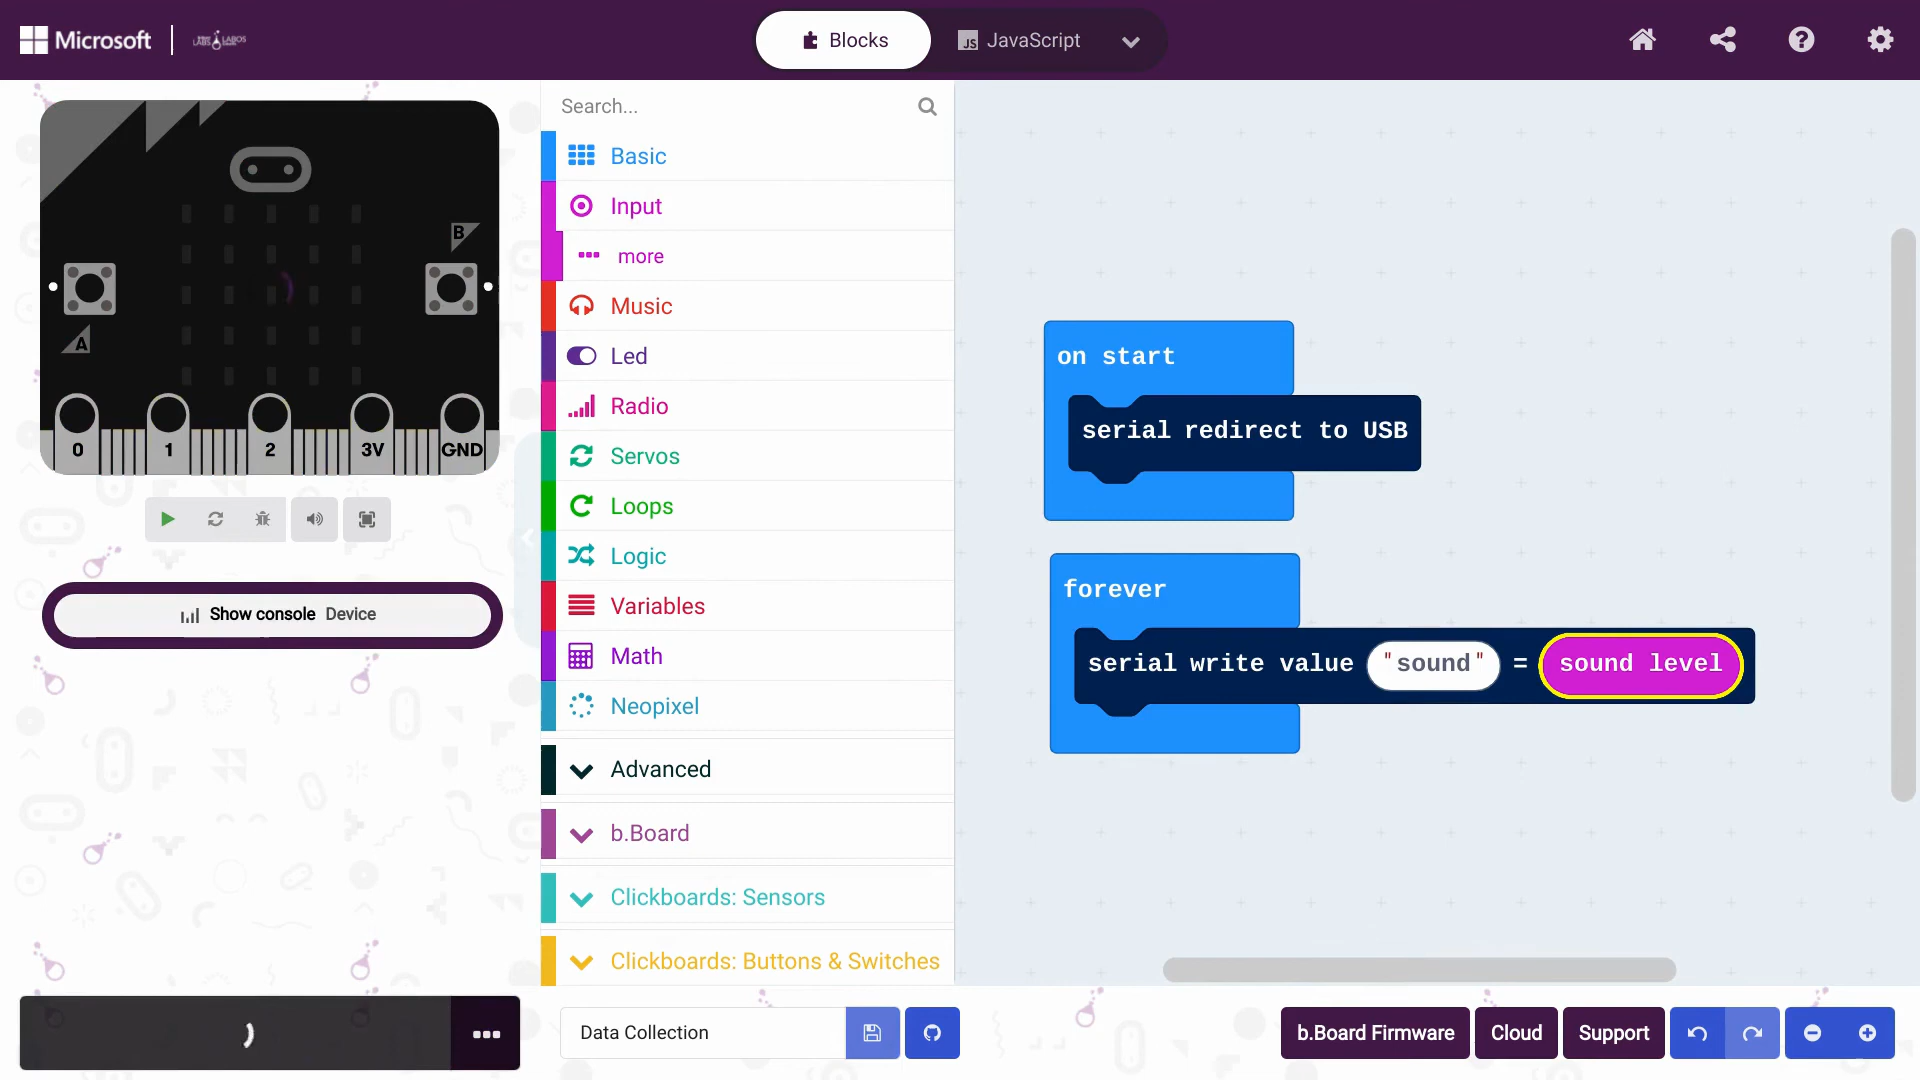 Microsoft
Blocks
JS JavaScript
B
A
0 1 2 3V GND
Show console Device
Search...
Basic
Input
more
Music
Led
Radio
Servos
Loops
Logic
Variables
Math
Neopixel
Advanced
b.Board
Clickboards: Sensors
Clickboards: Buttons & Switches
on start
serial redirect to USB
forever
serial write value "sound" = sound level
Data Collection
b.Board Firmware
Cloud
Support